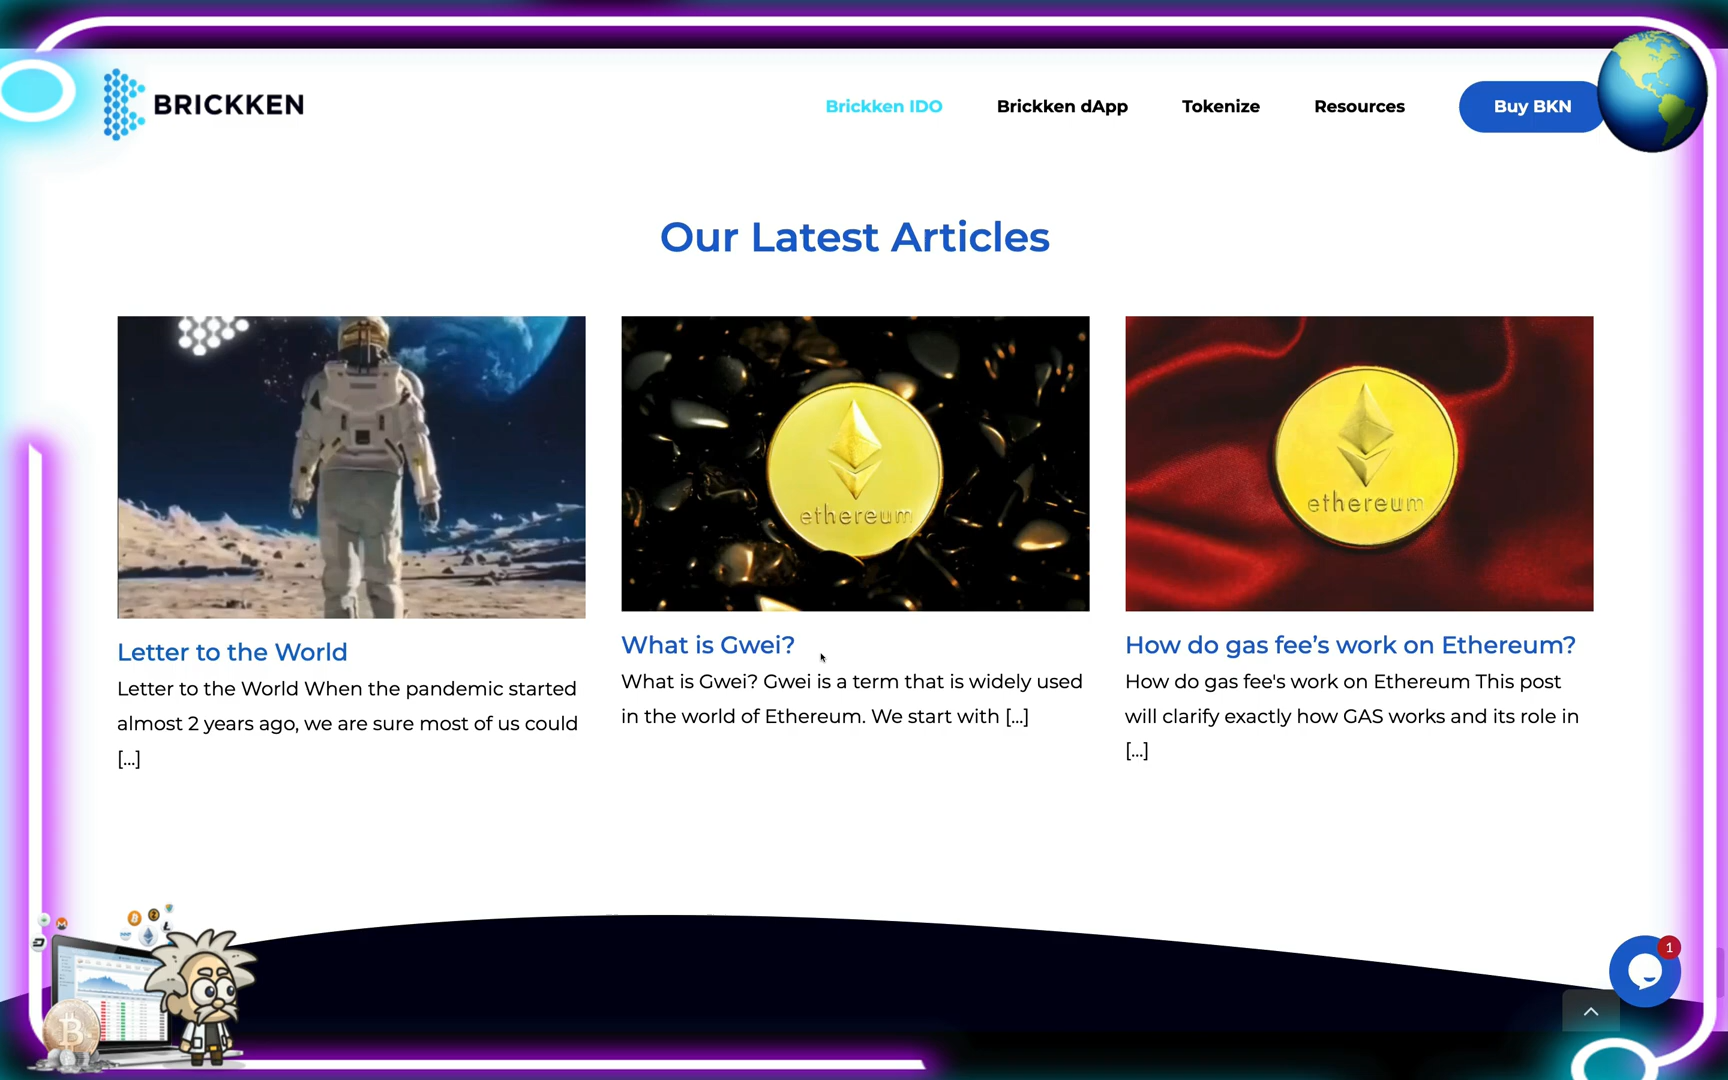 BRICKKEN
Brickken IDO
Brickken dApp
Tokenize
Resources
Buy BKN
Our Latest Articles
ethereum
ethereum
Letter to the World
Letter to the World When the pandemic started
almost 2 years ago, we are sure most of us could
[...]
What is Gwei?
What is Gwei? Gwei is a term that is widely used
in the world of Ethereum. We start with [...]
How do gas fee’s work on Ethereum?
How do gas fee's work on Ethereum This post
will clarify exactly how GAS works and its role in
[...]
1